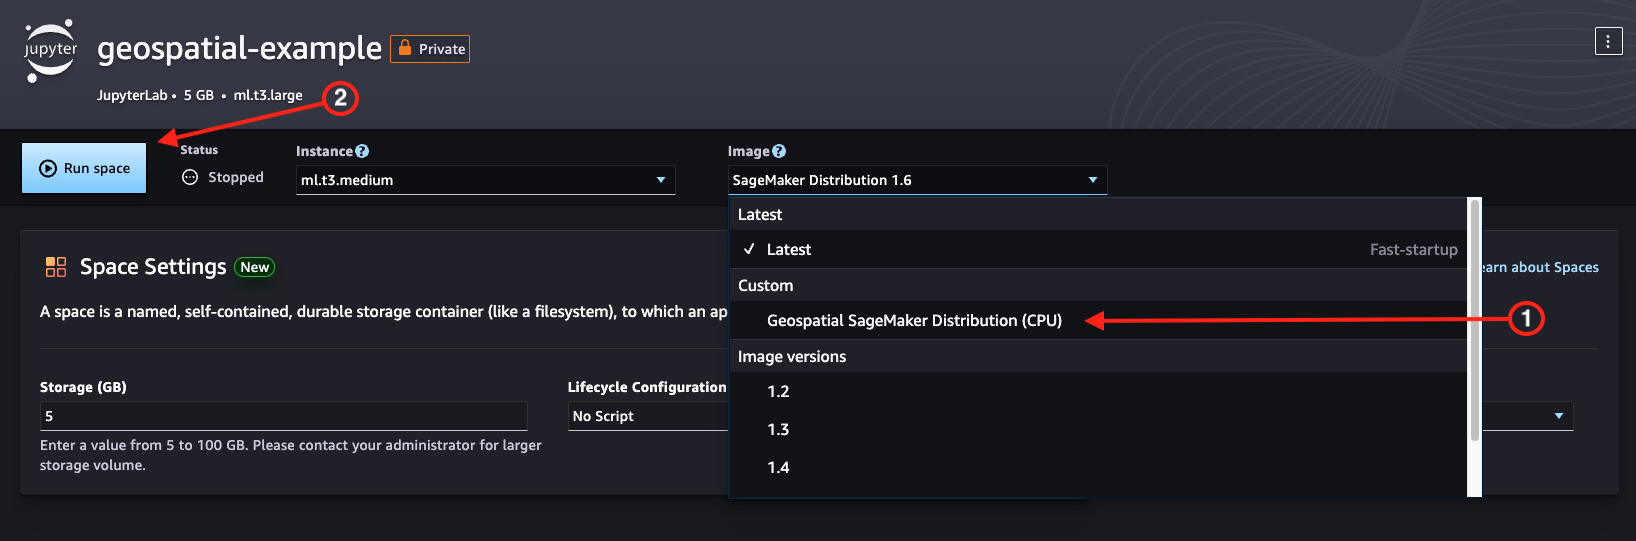 jupyter
geospatial-example
Private
JupyterLab • 5 GB • ml.t3.large
2
Run space
Status
Stopped
Instance
?
ml.t3.medium
Image
?
SageMaker Distribution 1.6
Latest
Latest
Fast-startup
Custom
Geospatial SageMaker Distribution (CPU)
1
Image versions
1.2
1.3
1.4
Space Settings
New
about Spaces
A space is a named, self-contained, durable storage container (like a filesystem), to which an
Storage (GB)
5
Enter a value from 5 to 100 GB. Please contact your administrator for larger
storage volume.
Lifecycle Configuration
No Script